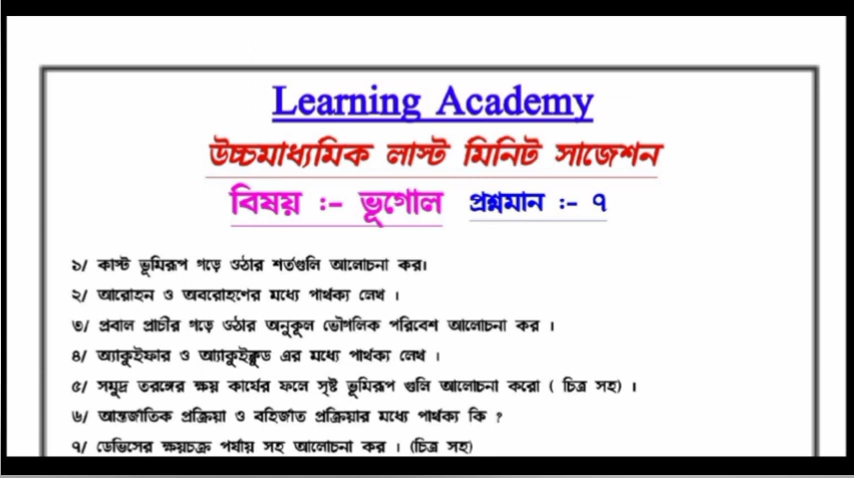 Learning Academy
উচ্চমাধ্যমিক লাস্ট মিনিট সাজেশন
বিষয় :- ভূগোল প্রশ্নমান :- ৭
১/ কাস্ট ভূমিরূপ গড়ে ওঠার শর্তগুলি আলোচনা কর।
২/ আরোহন ও অবরোহণের মধ্যে পার্থক্য লেখ ।
৩/ প্রবাল প্রাচীর গড়ে ওঠার অনুকূল ভৌগলিক পরিবেশ আলোচনা কর ।
৪/ অ্যাকুইফার ও অ্যাকুইক্লুড এর মধ্যে পার্থক্য লেখ ।
৫/ সমুদ্র তরঙ্গের ক্ষয় কার্যের ফলে সৃষ্ট ভূমিরূপ গুলি আলোচনা করো ( চিত্র সহ) ।
৬/ আন্তর্জাতিক প্রক্রিয়া ও বহির্জাত প্রক্রিয়ার মধ্যে পার্থক্য কি ?
৭/ ডেভিসের ক্ষয়চক্র পর্যায় সহ আলোচনা কর । (চিত্র সহ)